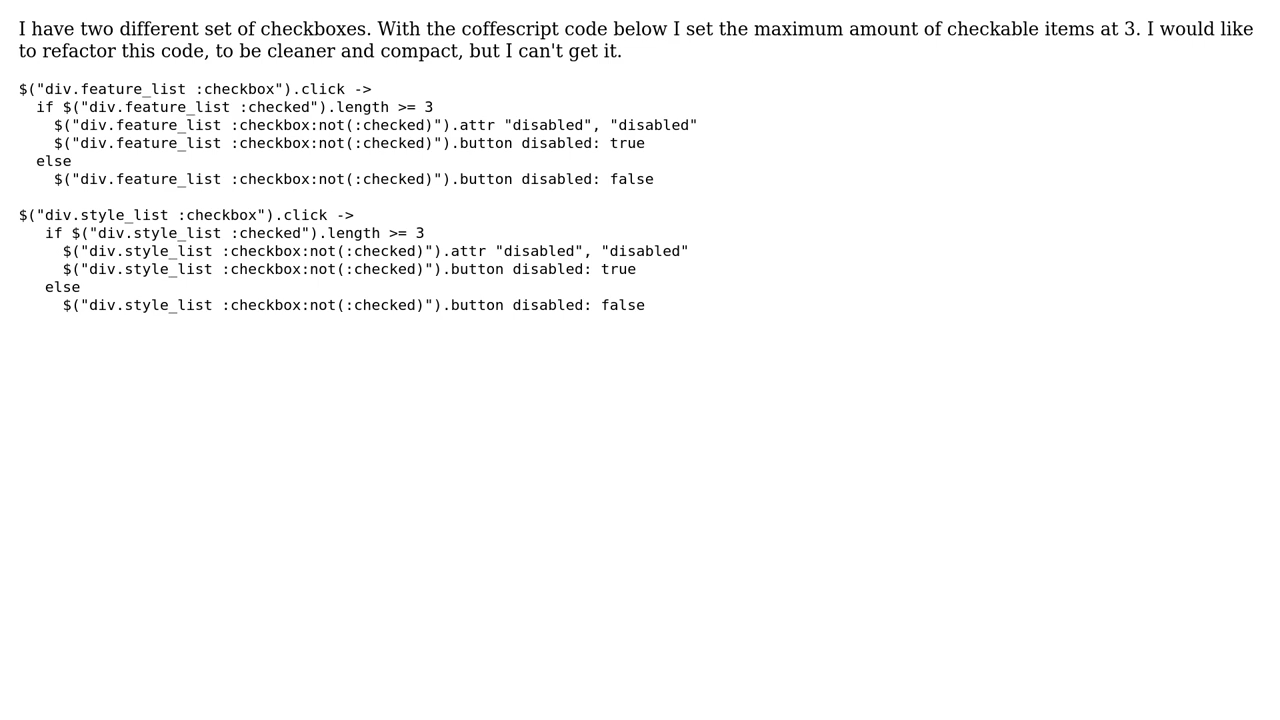 I have two different set of checkboxes. With the coffescript code below I set the maximum amount of checkable items at 3. I would like
to refactor this code, to be cleaner and compact, but I can't get it.
$("div.feature_list :checkbox").click ->
  if $("div.feature_list :checked").length >= 3
    $("div.feature_list :checkbox:not(:checked)").attr "disabled", "disabled"
    $("div.feature_list :checkbox:not(:checked)").button disabled: true
  else
    $("div.feature_list :checkbox:not(:checked)").button disabled: false
$("div.style_list :checkbox").click ->
   if $("div.style_list :checked").length >= 3
     $("div.style_list :checkbox:not(:checked)").attr "disabled", "disabled"
     $("div.style_list :checkbox:not(:checked)").button disabled: true
   else
     $("div.style_list :checkbox:not(:checked)").button disabled: false